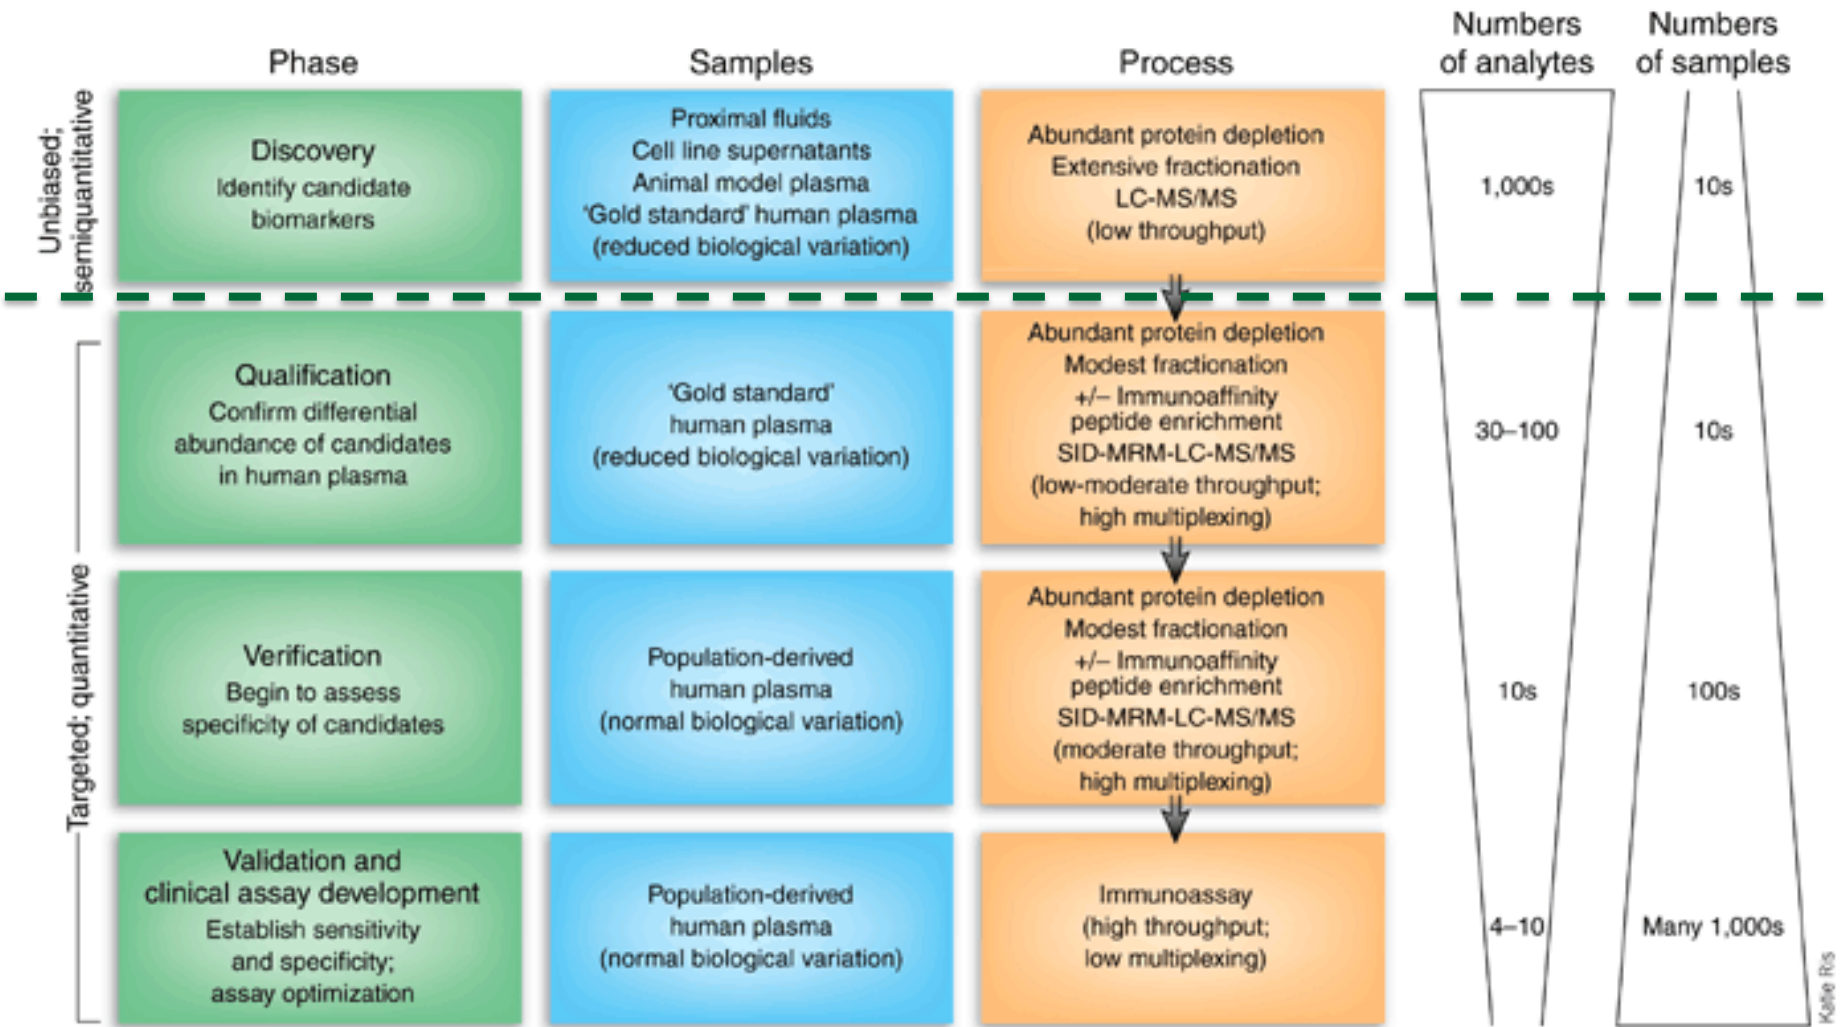 Numbers
of analytes
Numbers
of samples
Phase
Samples
Process
Unbiased;
semiquantitative
Discovery
Identify candidate
biomarkers
Proximal fluids
Cell line supernatants
Animal model plasma
'Gold standard' human plasma
(reduced biological variation)
Abundant protein depletion
Extensive fractionation
LC-MS/MS
(low throughput)
1,000s
10s
Targeted; quantitative
Qualification
Confirm differential
abundance of candidates
in human plasma
'Gold standard'
human plasma
(reduced biological variation)
Abundant protein depletion
Modest fractionation
+/– Immunoaffinity
peptide enrichment
SID-MRM-LC-MS/MS
(low-moderate throughput;
high multiplexing)
30–100
10s
Verification
Begin to assess
specificity of candidates
Population-derived
human plasma
(normal biological variation)
Abundant protein depletion
Modest fractionation
+/– Immunoaffinity
peptide enrichment
SID-MRM-LC-MS/MS
(moderate throughput;
high multiplexing)
10s
100s
Validation and
clinical assay development
Establish sensitivity
and specificity;
assay optimization
Population-derived
human plasma
(normal biological variation)
Immunoassay
(high throughput;
low multiplexing)
4–10
Many 1,000s
Katie Ris